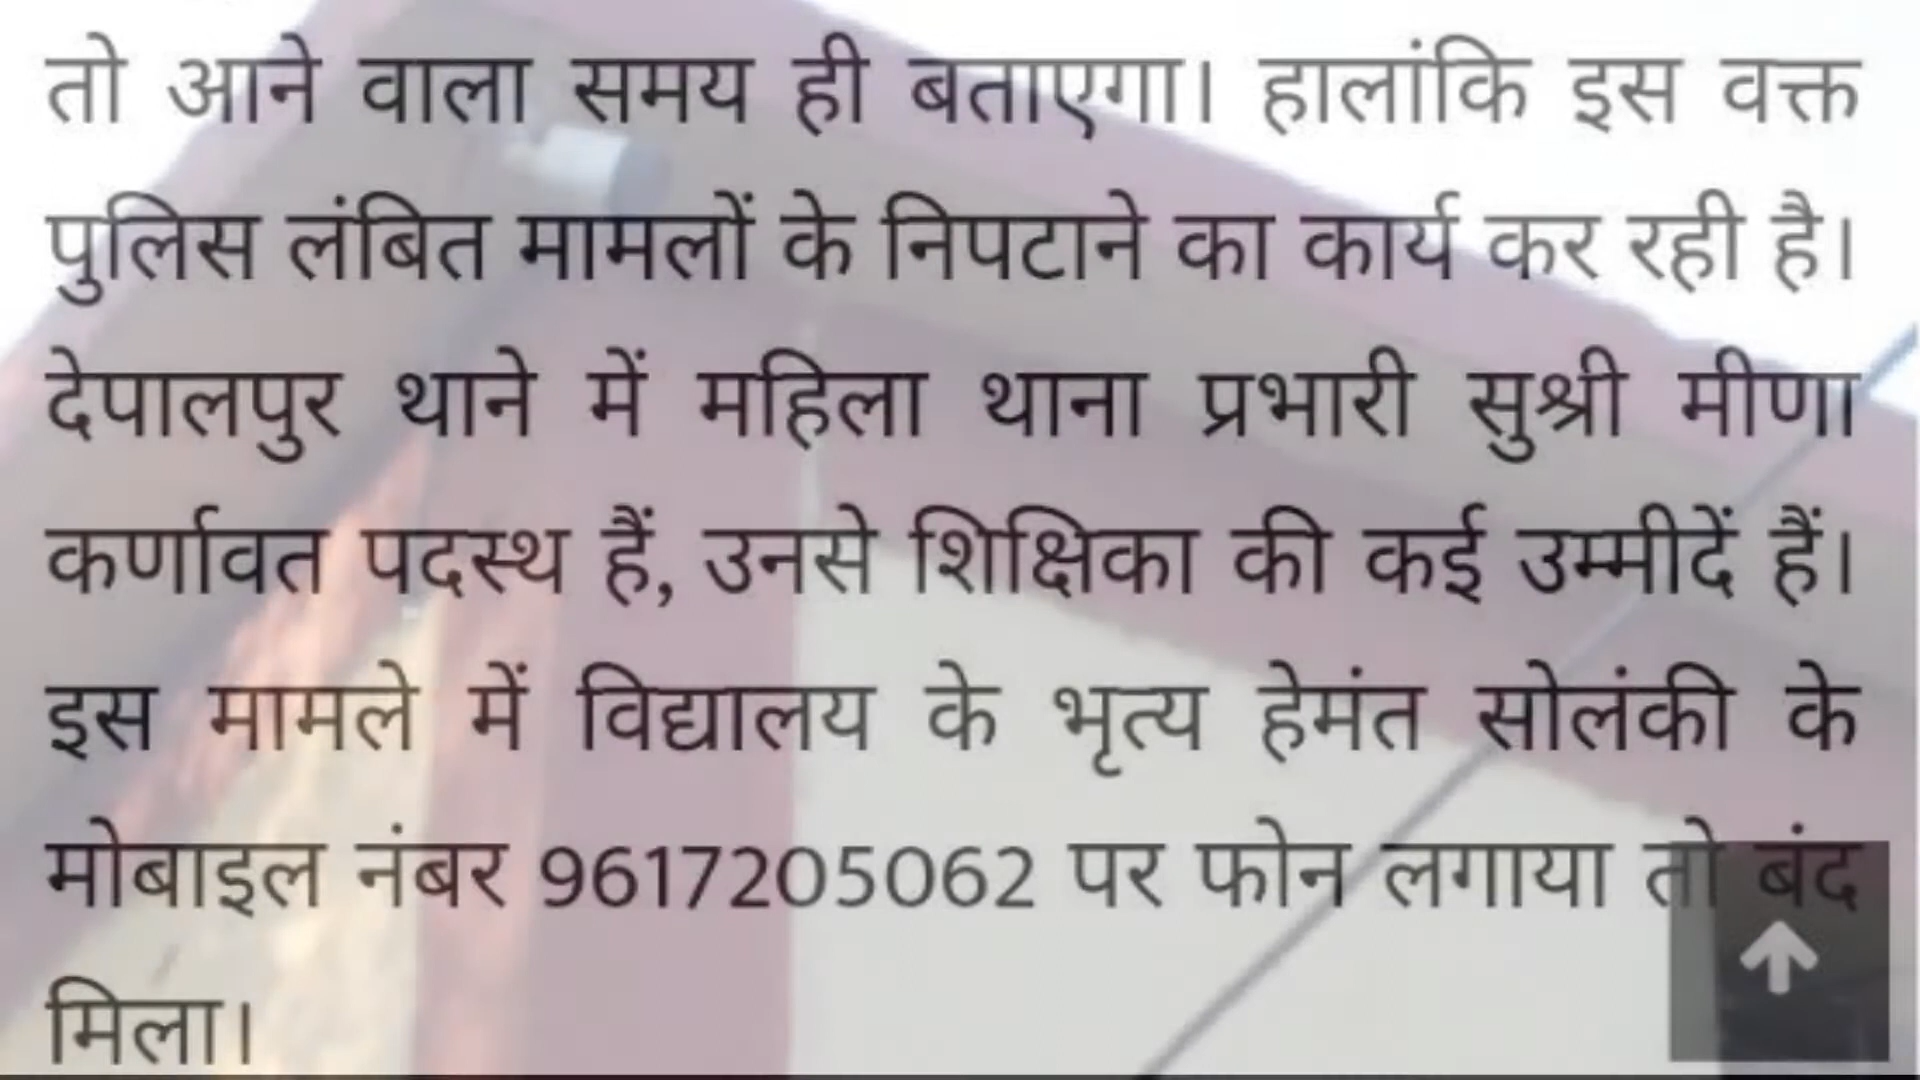 तो आने वाला समय ही बताएगा। हालांकि इस वक्त
पुलिस लंबित मामलों के निपटाने का कार्य कर रही है।
देपालपुर थाने में महिला थाना प्रभारी सुश्री मीणा
कर्णावत पदस्थ हैं, उनसे शिक्षिका की कई उम्मीदें हैं।
इस मामले में विद्यालय के भृत्य हेमंत सोलंकी के
मोबाइल नंबर 9617205062 पर फोन लगाया तो बंद
मिला।